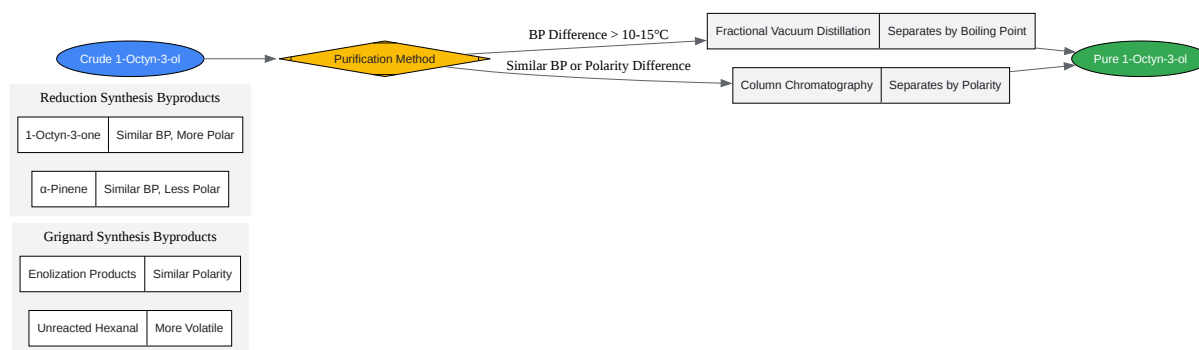 Crude 1-Octyn-3-ol
Purification Method
BP Difference > 10-15°C
Similar BP or Polarity Difference
Fractional Vacuum Distillation
Separates by Boiling Point
Column Chromatography
Separates by Polarity
Pure 1-Octyn-3-ol
Reduction Synthesis Byproducts
1-Octyn-3-one
Similar BP, More Polar
α-Pinene
Similar BP, Less Polar
Grignard Synthesis Byproducts
Enolization Products
Similar Polarity
Unreacted Hexanal
More Volatile